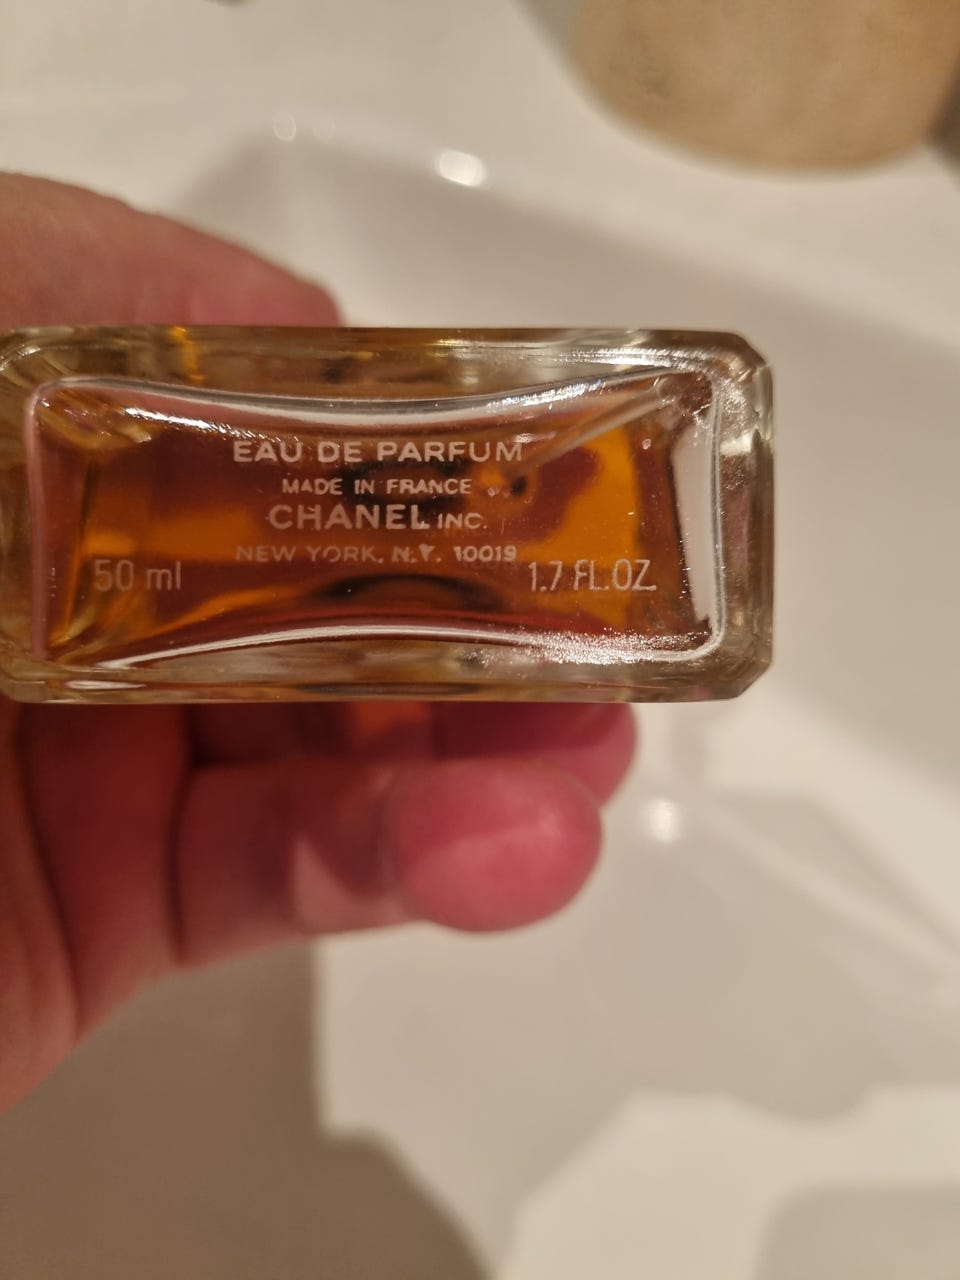 EAU DE PARFUM
MADE IN FRANCE
CHANEL INC.
NEW YORK, N.Y. 10019
50 ml 1.7 FL.OZ.